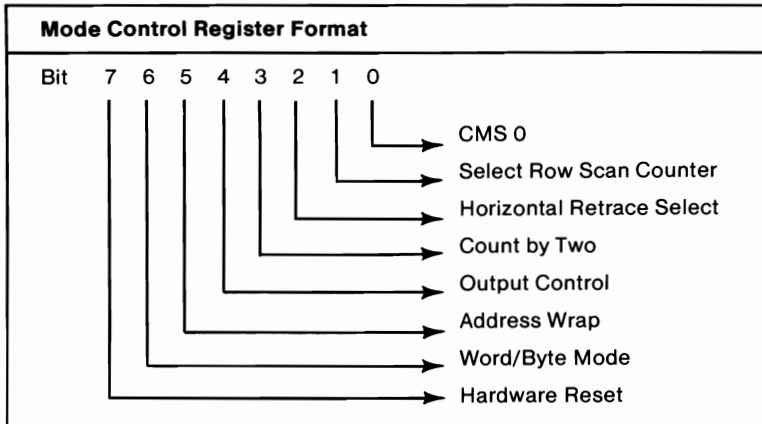 Mode Control Register Format
Bit 7 6 5 4 3 2 1 0
CMS 0
Select Row Scan Counter
Horizontal Retrace Select
Count by Two
Output Control
Address Wrap
Word/Byte Mode
Hardware Reset